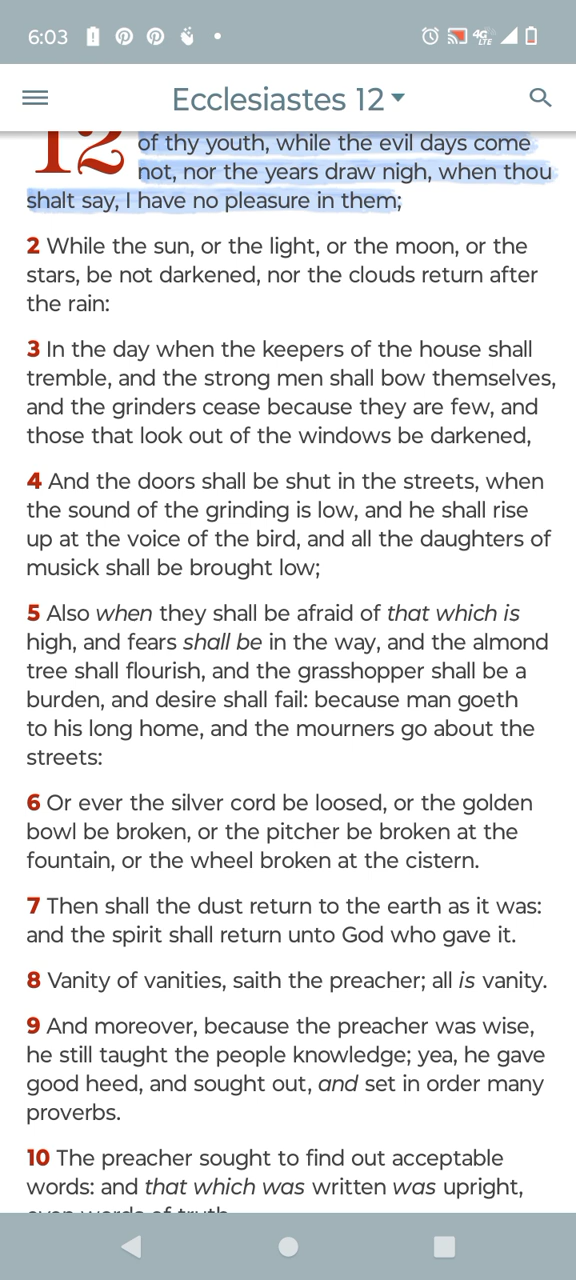 6:03
4G
LTE
Ecclesiastes 12
12 of thy youth, while the evil days come
not, nor the years draw nigh, when thou
shalt say, I have no pleasure in them;
2 While the sun, or the light, or the moon, or the
stars, be not darkened, nor the clouds return after
the rain:
3 In the day when the keepers of the house shall
tremble, and the strong men shall bow themselves,
and the grinders cease because they are few, and
those that look out of the windows be darkened,
4 And the doors shall be shut in the streets, when
the sound of the grinding is low, and he shall rise
up at the voice of the bird, and all the daughters of
musick shall be brought low;
5 Also when they shall be afraid of that which is
high, and fears shall be in the way, and the almond
tree shall flourish, and the grasshopper shall be a
burden, and desire shall fail: because man goeth
to his long home, and the mourners go about the
streets:
6 Or ever the silver cord be loosed, or the golden
bowl be broken, or the pitcher be broken at the
fountain, or the wheel broken at the cistern.
7 Then shall the dust return to the earth as it was:
and the spirit shall return unto God who gave it.
8 Vanity of vanities, saith the preacher; all is vanity.
9 And moreover, because the preacher was wise,
he still taught the people knowledge; yea, he gave
good heed, and sought out, and set in order many
proverbs.
10 The preacher sought to find out acceptable
words: and that which was written was upright,
even words of truth